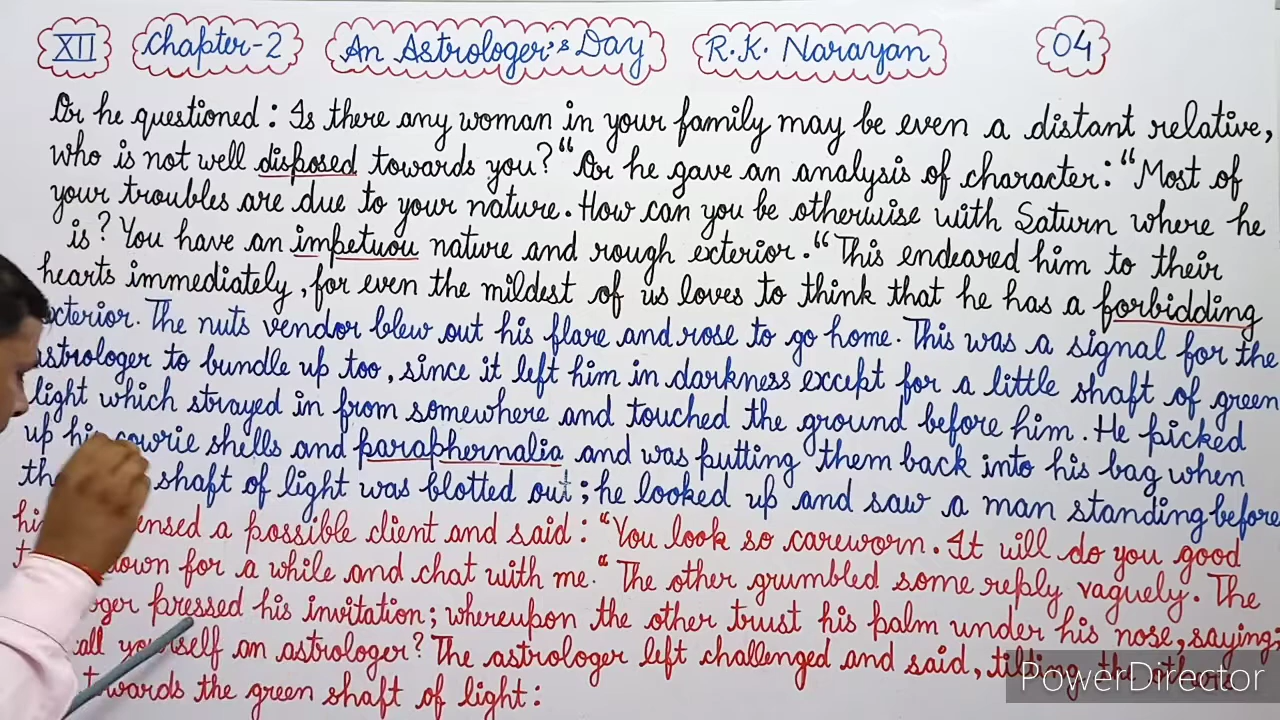 XII Chapter-2 An Astrologer's Day R.K. Narayan 04
Or he questioned : Is there any woman in your family may be even a distant relative,
who is not well disposed towards you?" Or he gave an analysis of character: "Most of
your troubles are due to your nature. How can you be otherwise with Saturn where he
is? You have an impetuou nature and rough exterior." This endeared him to their
hearts immediately, for even the mildest of us loves to think that he has a forbidding
exterior. The nuts vendor blew out his flare and rose to go home. This was a signal for the
astrologer to bundle up too, since it left him in darkness except for a little shaft of green
light which strayed in from somewhere and touched the ground before him. He picked
up his cowrie shells and paraphernalia and was putting them back into his bag when
shaft of light was blotted out; he looked up and saw a man standing before
a possible client and said: "You look so careworn. It will do you good
down for a while and chat with me." The other grumbled some reply vaguely. The
pressed his invitation; whereupon the other trust his palm under his nose, saying:
yourself an astrologer? The astrologer left challenged and said, tilting the others
towards the green shaft of light:
PowerDirector